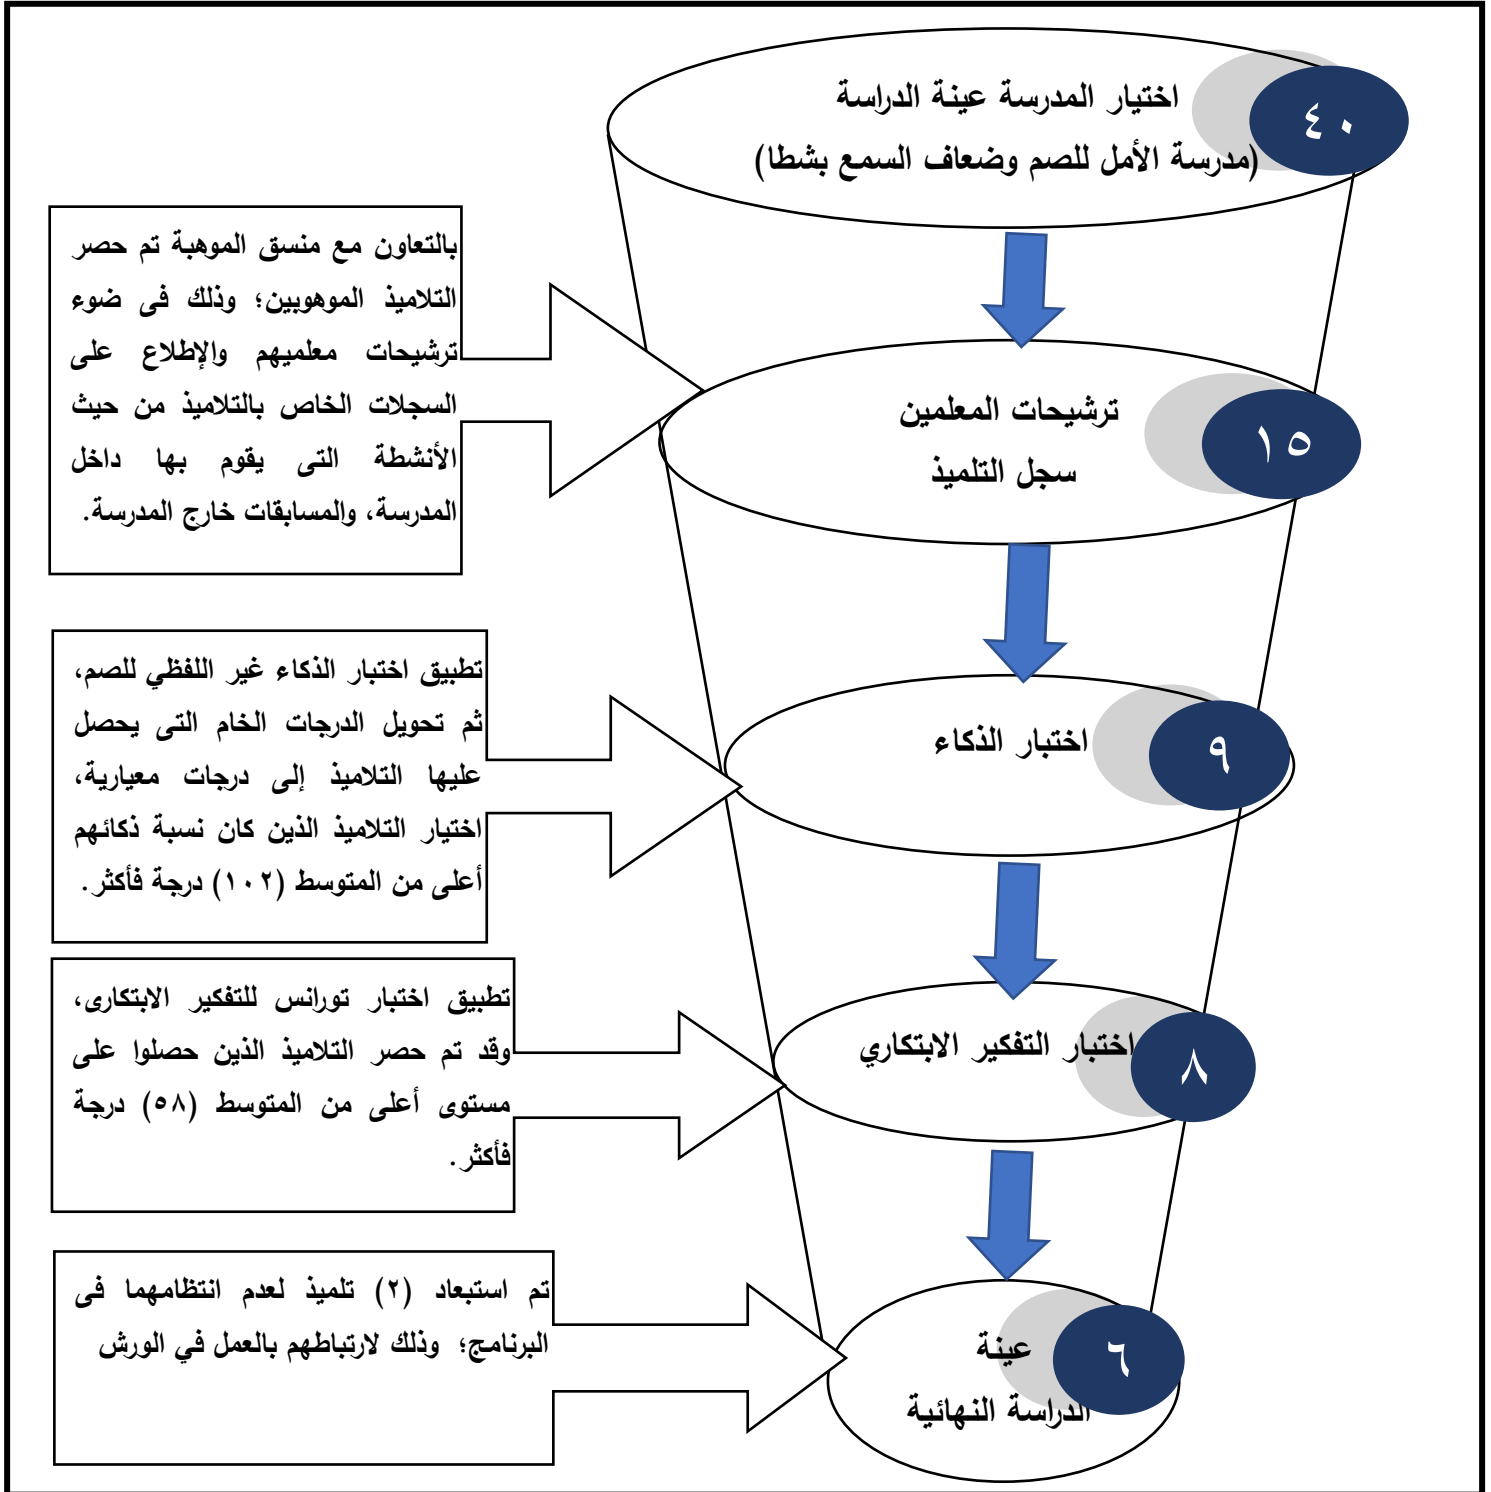 اختيار المدرسة عينة الدراسة
(مدرسة الأمل للصم وضعاف السمع بشطا)
٤٠
بالتعاون مع منسق الموهبة تم حصر
التلاميذ الموهوبين؛ وذلك فى ضوء
ترشيحات معلميهم والإطلاع على
السجلات الخاص بالتلاميذ من حيث
الأنشطة التى يقوم بها داخل
المدرسة، والمسابقات خارج المدرسة.
ترشيحات المعلمين
سجل التلميذ
١٥
تطبيق اختبار الذكاء غير اللفظي للصم،
ثم تحويل الدرجات الخام التى يحصل
عليها التلاميذ إلى درجات معيارية،
اختيار التلاميذ الذين كان نسبة ذكائهم
أعلى من المتوسط (١٠٢) درجة فأكثر.
اختبار الذكاء
٩
تطبيق اختبار تورانس للتفكير الابتكارى،
وقد تم حصر التلاميذ الذين حصلوا على
مستوى أعلى من المتوسط (٥٨) درجة
فأكثر.
اختبار التفكير الابتكاري
٨
تم استبعاد (٢) تلميذ لعدم انتظامهما فى
البرنامج؛ وذلك لارتباطهم بالعمل في الورش
عينة
الدراسة النهائية
٦